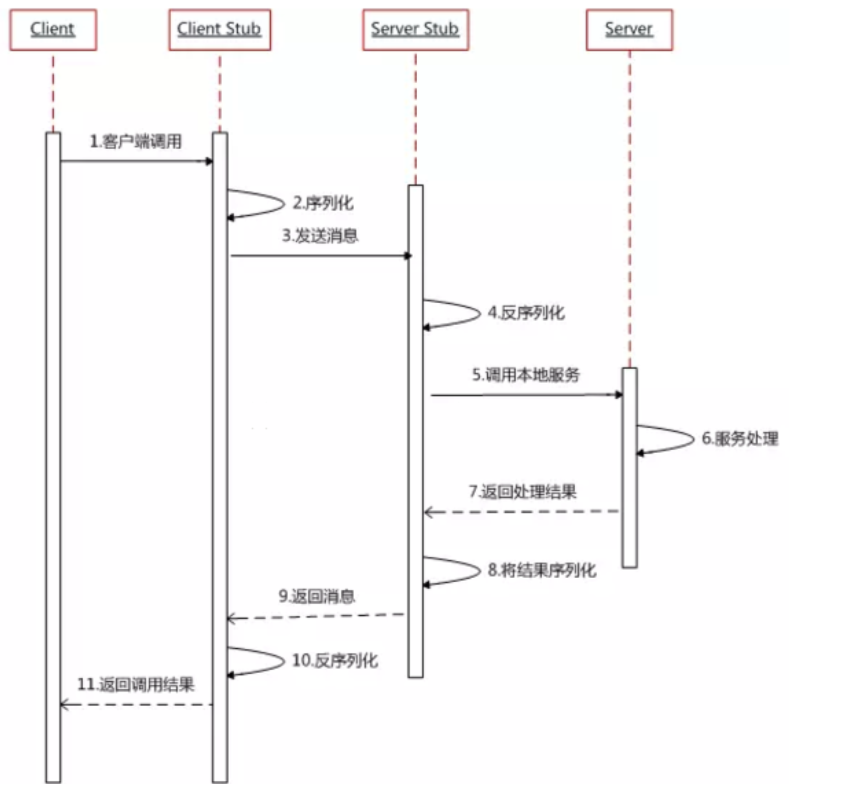 Client
Client Stub
Server Stub
Server
1.客户端调用
2.序列化
3.发送消息
4.反序列化
5.调用本地服务
6.服务处理
7.返回处理结果
8.将结果序列化
9.返回消息
10.反序列化
11.返回调用结果